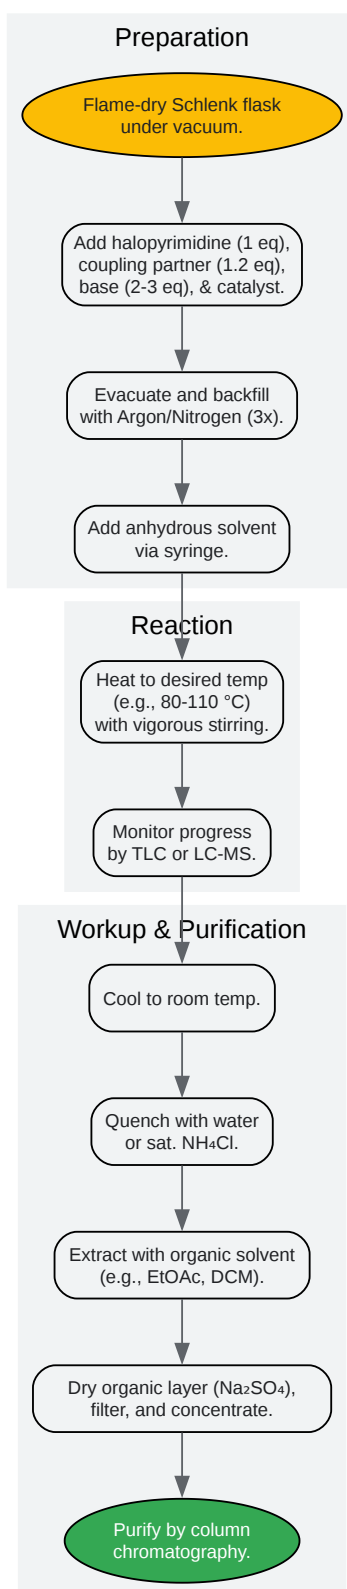 Preparation
Flame-dry Schlenk flask
under vacuum.
Add halopyrimidine (1 eq),
coupling partner (1.2 eq),
base (2-3 eq), & catalyst.
Evacuate and backfill
with Argon/Nitrogen (3x).
Add anhydrous solvent
via syringe.
Reaction
Heat to desired temp
(e.g., 80-110 °C)
with vigorous stirring.
Monitor progress
by TLC or LC-MS.
Workup & Purification
Cool to room temp.
Quench with water
or sat. NH₄Cl.
Extract with organic solvent
(e.g., EtOAc, DCM).
Dry organic layer (Na₂SO₄),
filter, and concentrate.
Purify by column
chromatography.